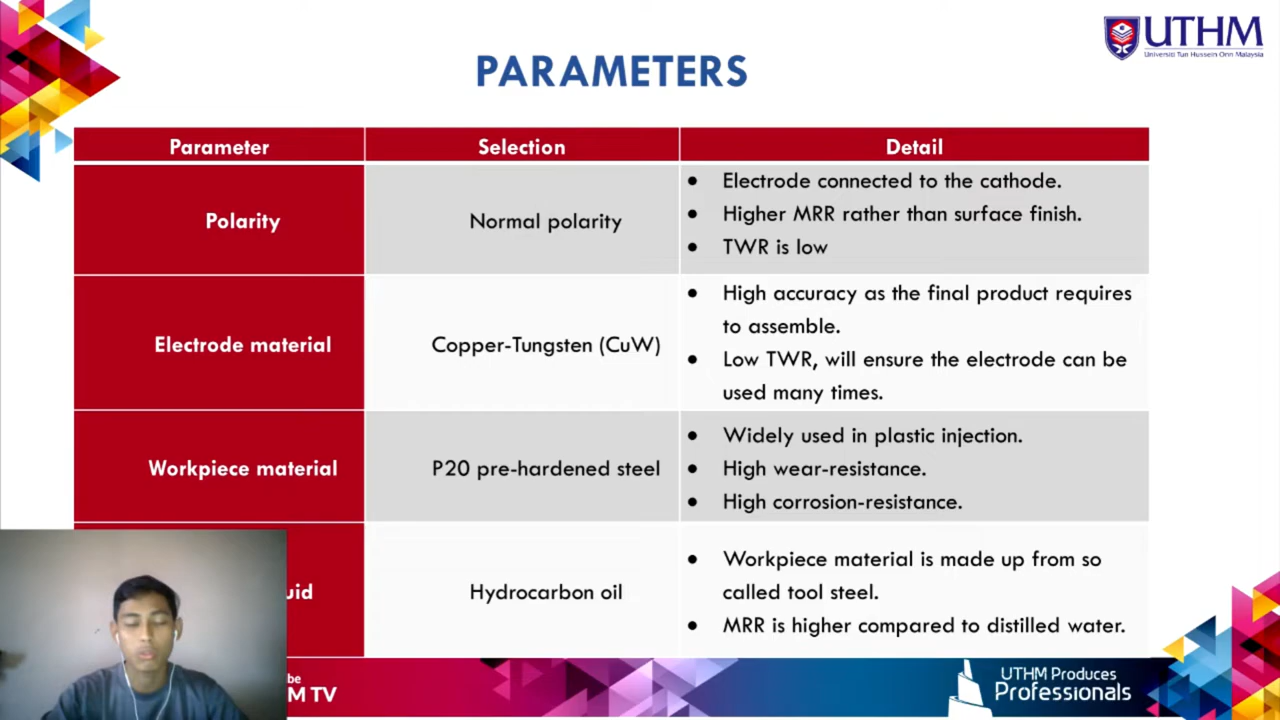 UTHM
Universiti Tun Hussein Onn Malaysia
PARAMETERS
Parameter Selection Detail
Polarity Normal polarity
• Electrode connected to the cathode.
• Higher MRR rather than surface finish.
• TWR is low
Electrode material Copper-Tungsten (CuW)
• High accuracy as the final product requires
to assemble.
• Low TWR, will ensure the electrode can be
used many times.
Workpiece material P20 pre-hardened steel
• Widely used in plastic injection.
• High wear-resistance.
• High corrosion-resistance.
Hydrocarbon oil
• Workpiece material is made up from so
called tool steel.
• MRR is higher compared to distilled water.
TV
UTHM Produces
Professionals